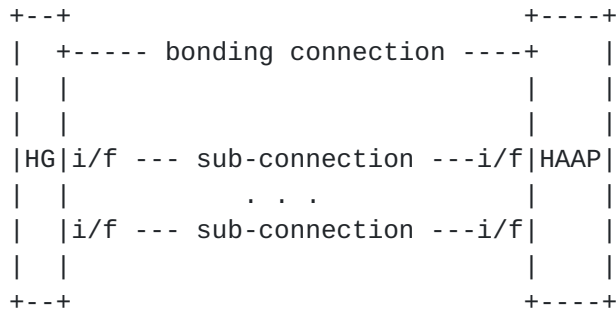 +--+                             +----+
|  +----- bonding connection ----+    |
|  |                             |    |
|  |                             |    |
|HG|i/f --- sub-connection ---i/f|HAAP|
|  |           . . .             |    |
|  |i/f --- sub-connection ---i/f|    |
|  |                             |    |
+--+                             +----+